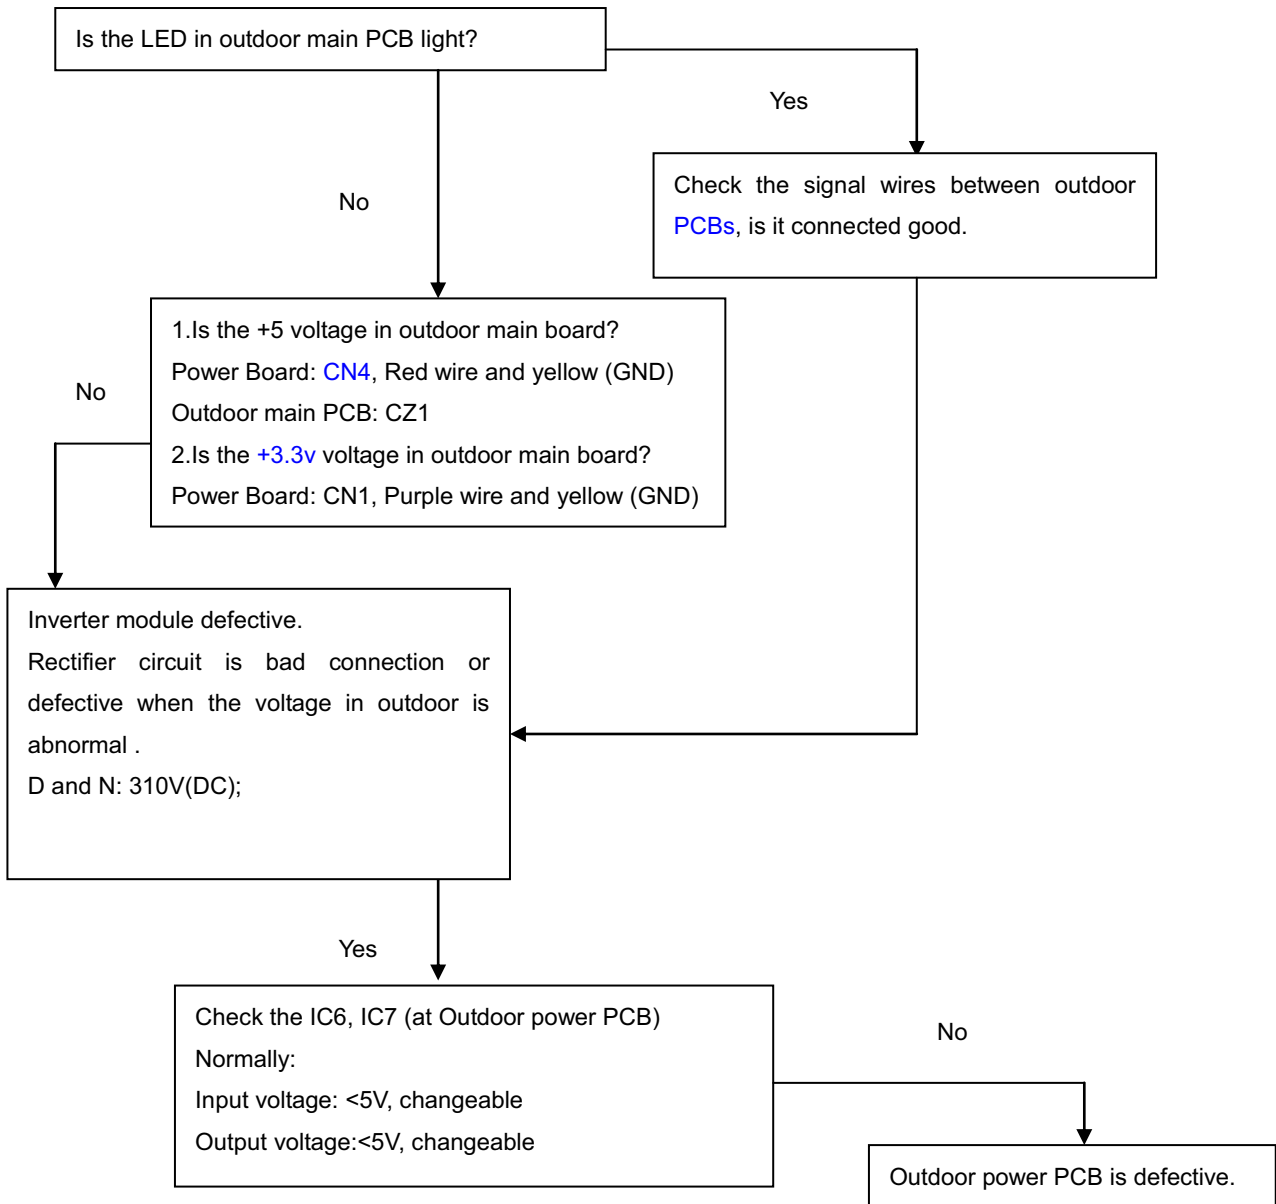 Is the LED in outdoor main PCB light?
Yes
Check the signal wires between outdoor
PCBs, is it connected good.
No
1.Is the +5 voltage in outdoor main board?
Power Board: CN4, Red wire and yellow (GND)
Outdoor main PCB: CZ1
2.Is the +3.3v voltage in outdoor main board?
Power Board: CN1, Purple wire and yellow (GND)
No
Inverter module defective.
Rectifier circuit is bad connection or
defective when the voltage in outdoor is
abnormal .
D and N: 310V(DC);
Yes
Check the IC6, IC7 (at Outdoor power PCB)
Normally:
Input voltage: <5V, changeable
Output voltage:<5V, changeable
No
Outdoor power PCB is defective.